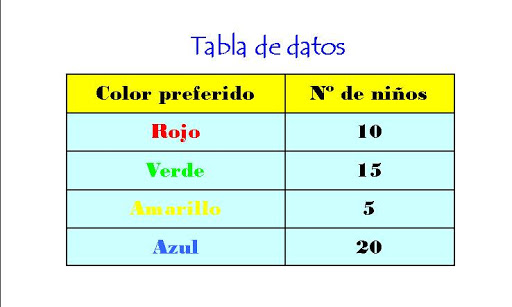 Tabla de datos
Color preferido Nº de niños
Rojo 10
Verde 15
Amarillo 5
Azul 20